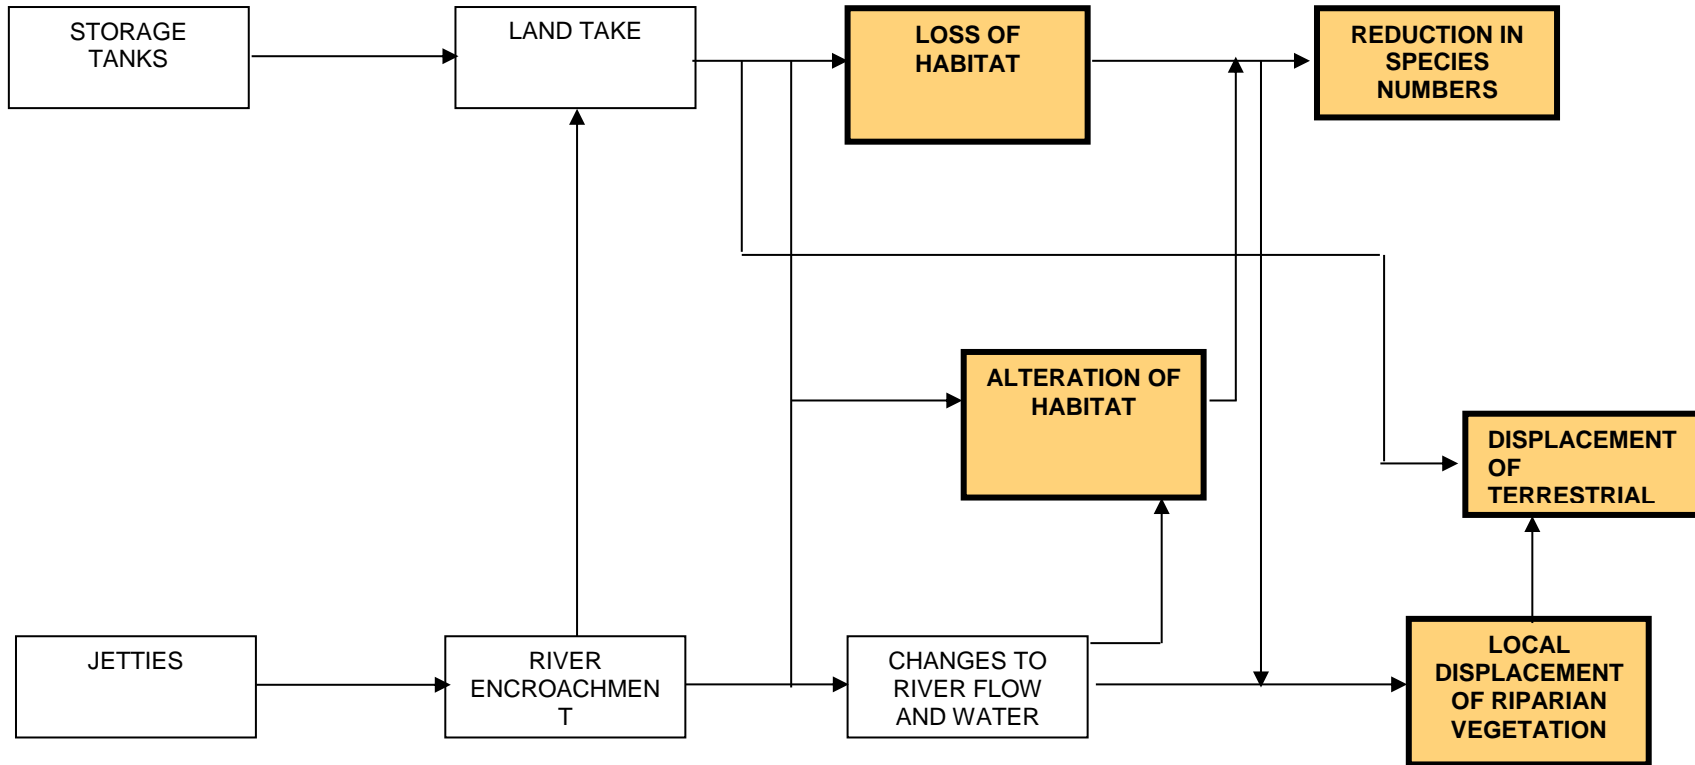 STORAGE
TANKS
LAND TAKE
LOSS OF
HABITAT
REDUCTION IN
SPECIES
NUMBERS
ALTERATION OF
HABITAT
DISPLACEMENT
OF
TERRESTRIAL
JETTIES
RIVER
ENCROACHMEN
T
CHANGES TO
RIVER FLOW
AND WATER
LOCAL
DISPLACEMENT
OF RIPARIAN
VEGETATION